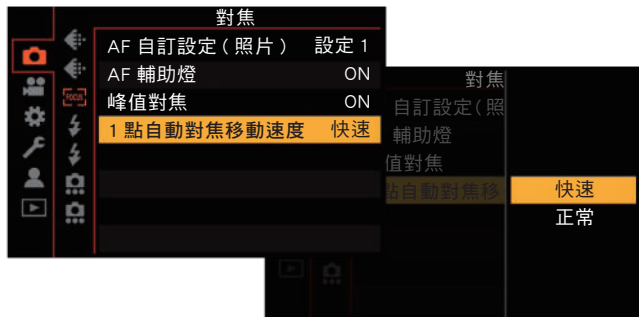 對焦
AF 自訂設定 ( 照片 ) 設定 1
AF 輔助燈 ON
峰值對焦 ON
1 點自動對焦移動速度 快速
FOCUS
對焦
自訂設定 ( 照
輔助燈
值對焦
點自動對焦移
快速
正常